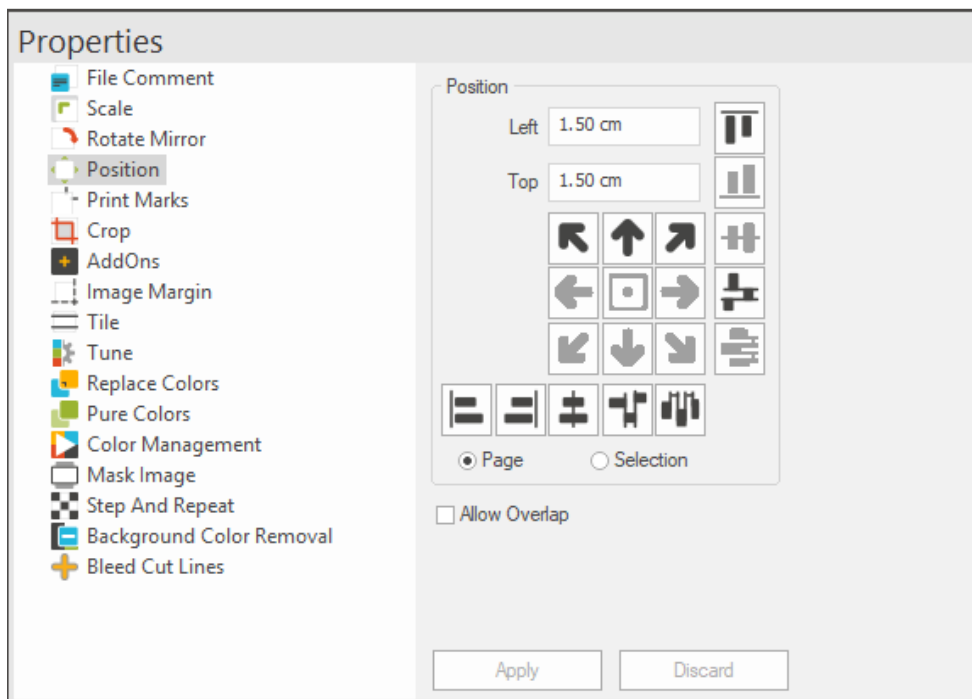 Properties
File Comment
Scale
Rotate Mirror
Position
Print Marks
Crop
AddOns
Image Margin
Tile
Tune
Replace Colors
Pure Colors
Color Management
Mask Image
Step And Repeat
Background Color Removal
Bleed Cut Lines
Position
Left 1.50 cm
Top 1.50 cm
Page Selection
Allow Overlap
Apply Discard